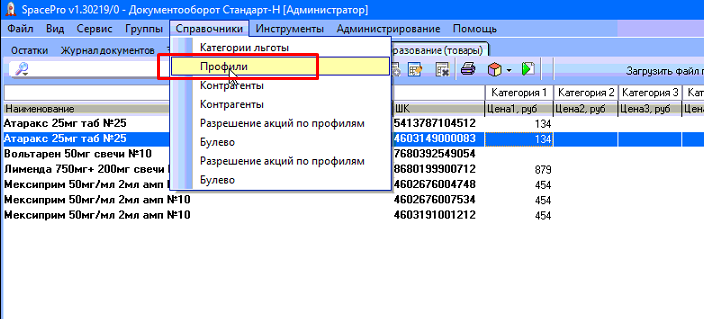 SpacePro v1.30219/0 - Документооборот Стандарт-Н [Администратор]
Файл Вид Сервис Группы Справочники Инструменты Администрирование Помощь
Остатки Журнал документов бразование (товары)
Категории льготы
Профили
Контрагенты
Контрагенты
Разрешение акций по профилям
Булево
Разрешение акций по профилям
Булево
Загрузить файл
Категория 1 Категория 2 Категория 3
Наименование ШК Цена1, руб Цена2, руб Цена3, руб Цена
Атаракс 25мг таб №25 5413787104512 134
Атаракс 25мг таб №25 4603149000083 134
Вольтарен 50мг свечи №10 7680392549054
Лименда 750мг+ 200мг свечи 8680199900712 879
Мексиприм 50мг/мл 2мл амп №10 4602676004748 454
Мексиприм 50мг/мл 2мл амп №10 4602676007534 454
Мексиприм 50мг/мл 2мл амп №10 4603191001212 454